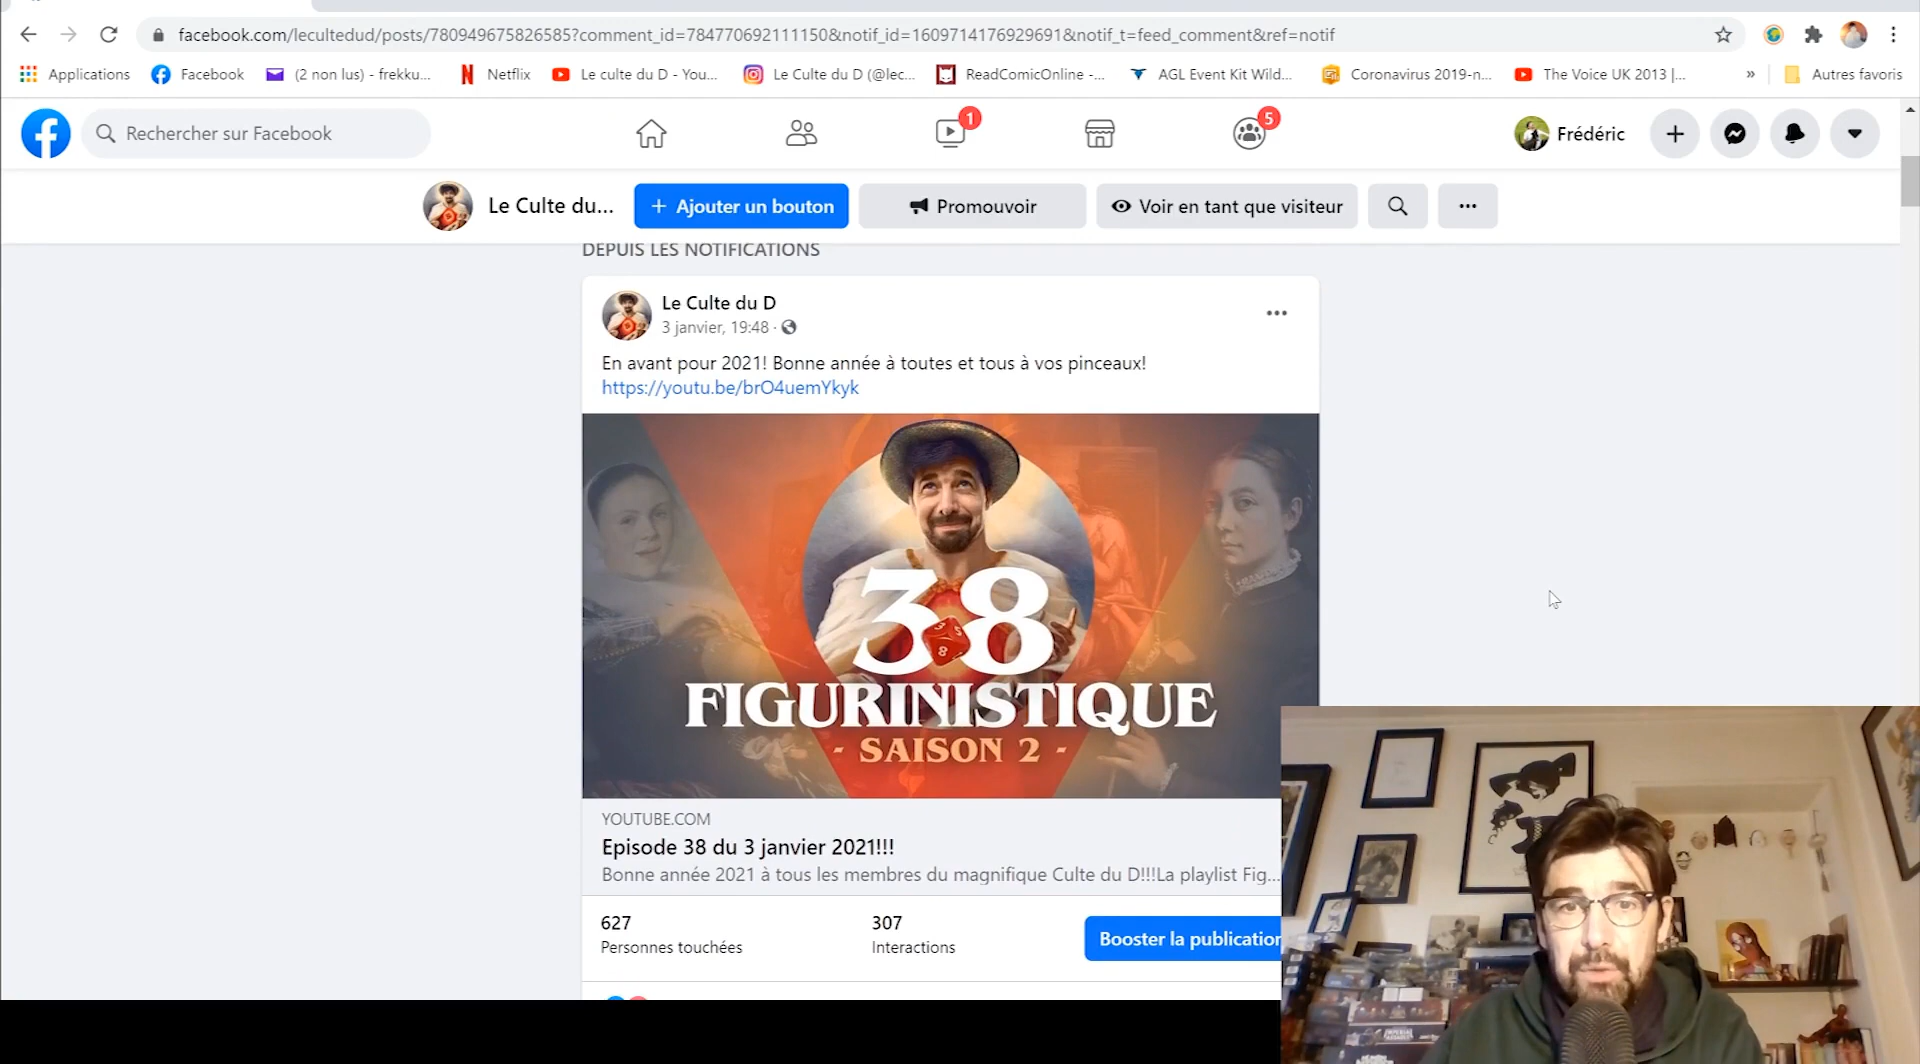 facebook.com/lecultedud/posts/780949675826585?comment_id=784770692111150&notif_id=1609714176929691&notif_t=feed_comment&ref=notif
Applications Facebook (2 non lus) - frekku... Netflix Le culte du D - You... Le Culte du D (@lec... ReadComicOnline -... AGL Event Kit Wild... Coronavirus 2019-n... The Voice UK 2013 |... » Autres favoris
Rechercher sur Facebook 1 5 Frédéric
Le Culte du... + Ajouter un bouton Promouvoir Voir en tant que visiteur ...
DEPUIS LES NOTIFICATIONS
Le Culte du D
3 janvier, 19:48 ·
En avant pour 2021! Bonne année à toutes et tous à vos pinceaux!
https://youtu.be/brO4uemYkyk
38
FIGURINISTIQUE
- SAISON 2 -
YOUTUBE.COM
Episode 38 du 3 janvier 2021!!!
Bonne année 2021 à tous les membres du magnifique Culte du D!!!La playlist Fig...
627 307
Personnes touchées Interactions
Booster la publication